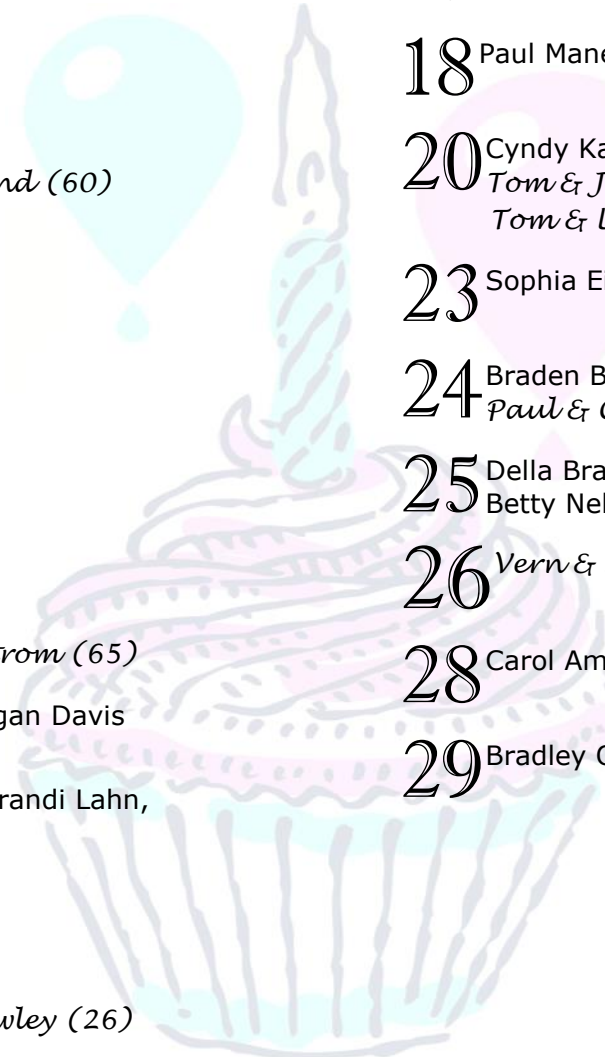 nd (60)
rom (65)
gan Davis
randi Lahn,
wley (26)
18 Paul Mane
20 Cyndy Ka
Tom & J
Tom & L
23 Sophia Ei
24 Braden B
Paul &
25 Della Bra
Betty Nel
26 Vern &
28 Carol Am
29 Bradley